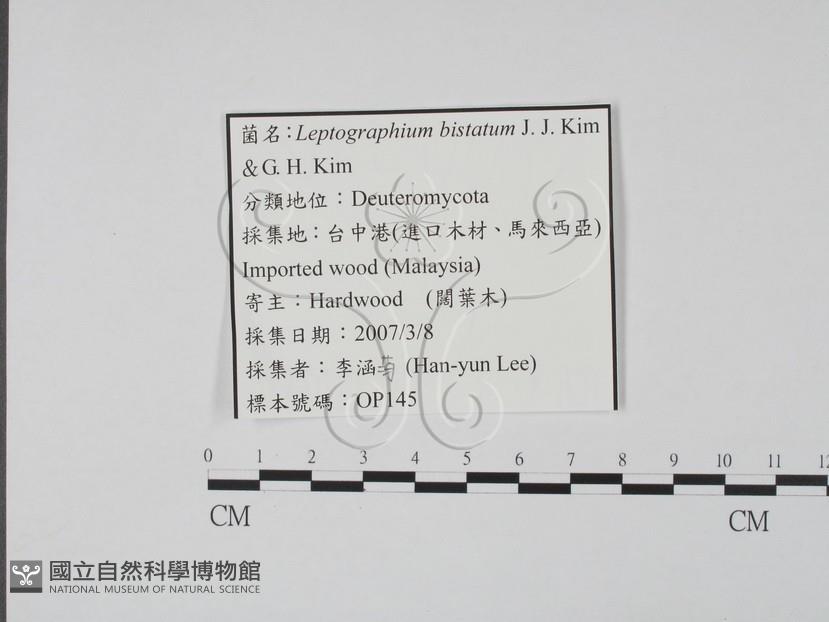 菌名：Leptographium bistatum J. J. Kim
& G. H. Kim
分類地位：Deuteromycota
採集地：台中港(進口木材、馬來西亞)
Imported wood (Malaysia)
寄主：Hardwood (闊葉木)
採集日期：2007/3/8
採集者：李涵 (Han-yun Lee)
標本號碼：OP145
0 1 2 3 4 5 6 7 8 9 10 11 12
CM CM
國立自然科學博物館
NATIONAL MUSEUM OF NATURAL SCIENCE